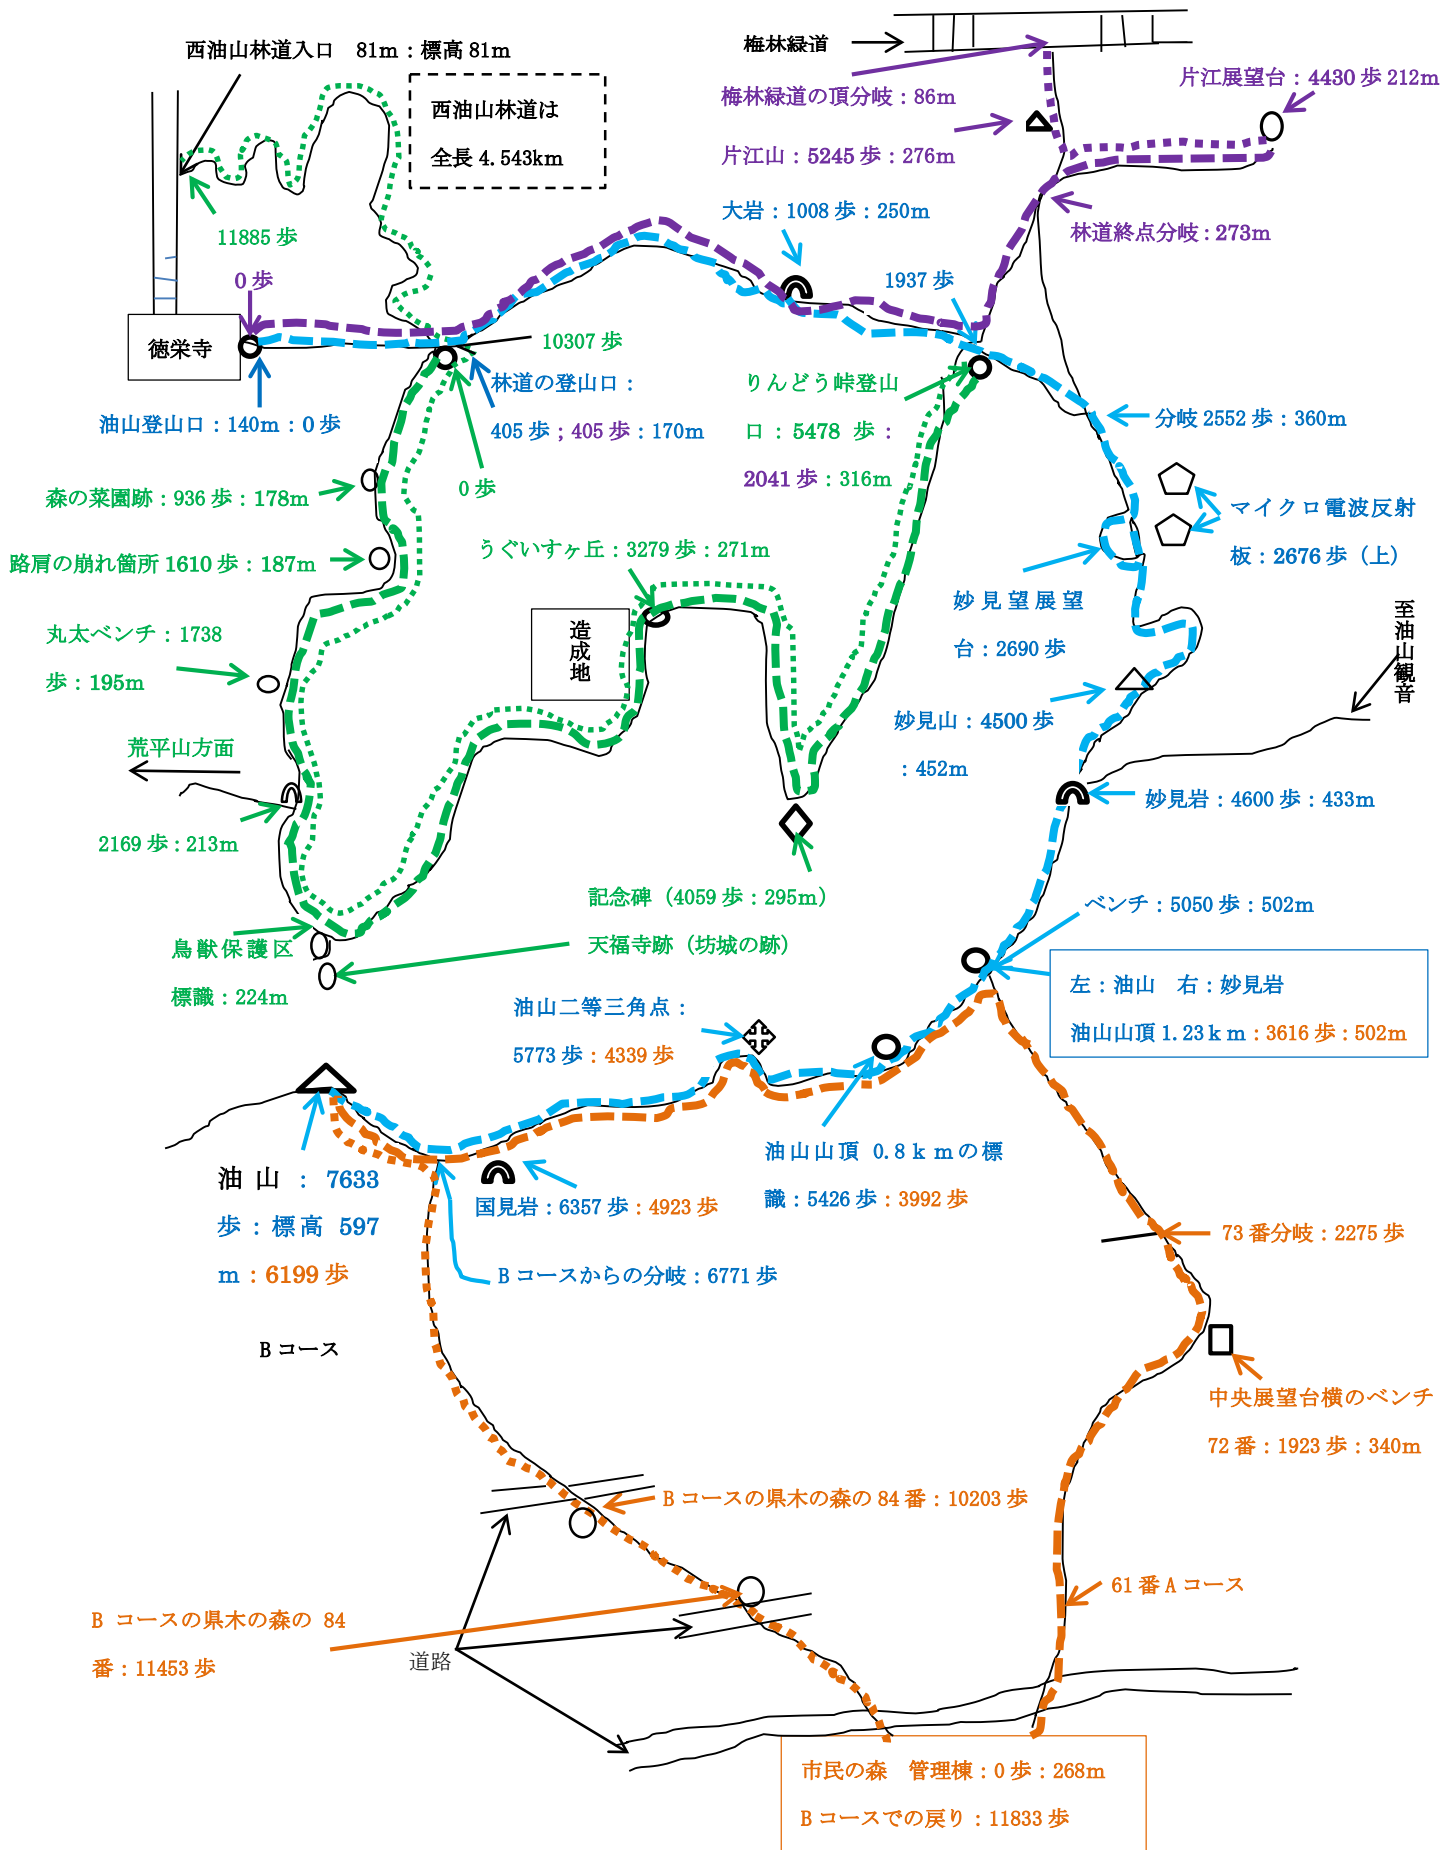 西油山林道入口　81m：標高 81m
梅林緑道
西油山林道は
全長 4.543km
片江展望台：4430 歩 212m
梅林緑道の頂分岐：86m
片江山：5245 歩：276m
大岩：1008 歩：250m
林道終点分岐：273m
11885 歩
0 歩
1937 歩
徳栄寺
10307 歩
林道の登山口：
405 歩；405 歩：170m
りんどう峠登山
口：5478 歩：
2041 歩：316m
油山登山口：140m：0 歩
分岐 2552 歩：360m
0 歩
森の菜園跡：936 歩：178m
マイクロ電波反射
板：2676 歩（上）
路肩の崩れ箇所 1610 歩：187m
うぐいすヶ丘：3279 歩：271m
妙見望展望
台：2690 歩
至油山観音
丸太ベンチ：1738
歩：195m
造成地
妙見山：4500 歩
：452m
荒平山方面
2169 歩：213m
妙見岩：4600 歩：433m
記念碑（4059 歩：295m）
天福寺跡（坊城の跡）
ベンチ：5050 歩：502m
鳥獣保護区
標識：224m
左：油山　右：妙見岩
油山山頂 1.23ｋｍ：3616 歩：502m
油山二等三角点：
5773 歩：4339 歩
油山山頂 0.8ｋｍの標
識：5426 歩：3992 歩
油山：7633
歩：標高 597
ｍ：6199 歩
国見岩：6357 歩：4923 歩
73 番分岐：2275 歩
B コースからの分岐：6771 歩
B コース
中央展望台横のベンチ
72 番：1923 歩：340m
B コースの県木の森の 84 番：10203 歩
61 番 A コース
B コースの県木の森の 84
番：11453 歩
道路
市民の森　管理棟：0 歩：268m
B コースでの戻り：11833 歩